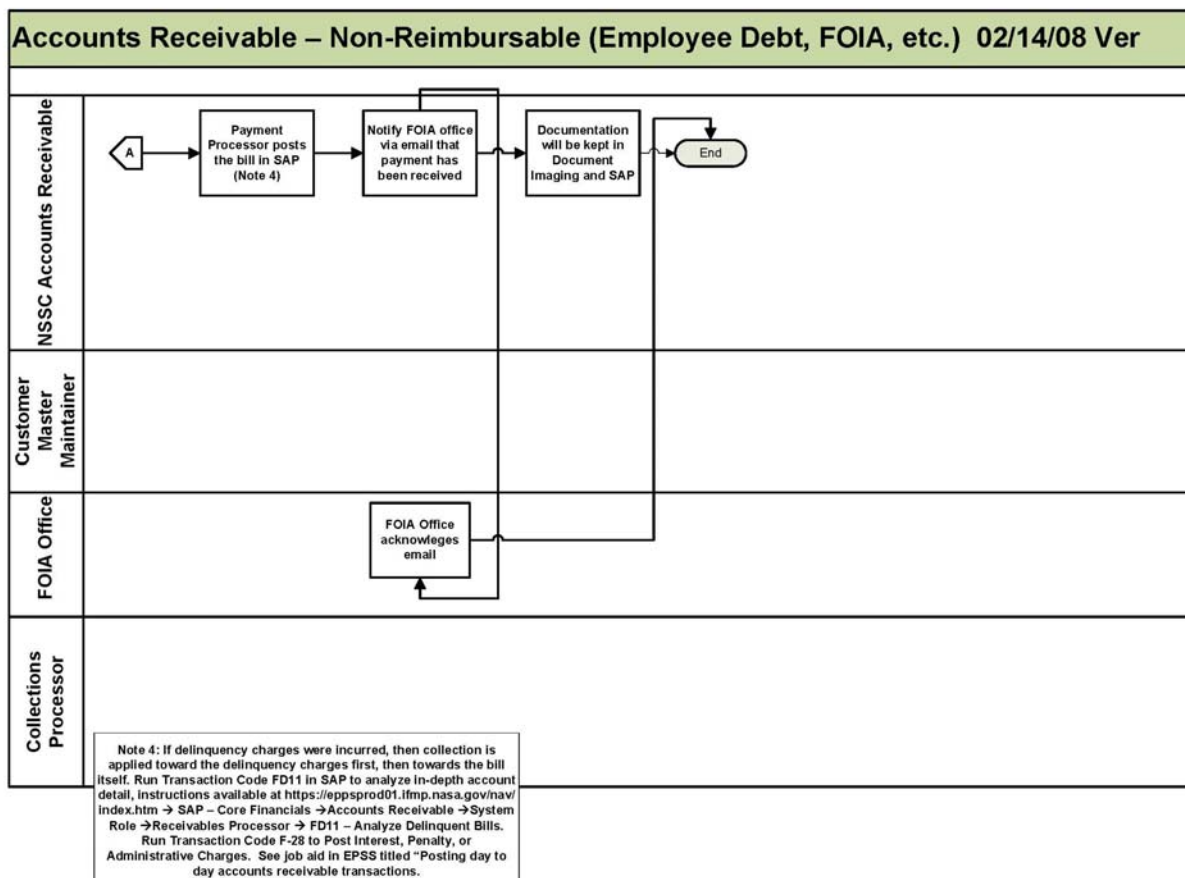 Accounts Receivable – Non-Reimbursable (Employee Debt, FOIA, etc.) 02/14/08 Ver
NSSC Accounts Receivable
A
Payment
Processor posts
the bill in SAP
(Note 4)
Notify FOIA office
via email that
payment has
been received
Documentation
will be kept in
Document
Imaging and SAP
End
Customer
Master
Maintainer
FOIA Office
FOIA Office
acknowleges
email
Collections
Processor
Note 4: If delinquency charges were incurred, then collection is
applied toward the delinquency charges first, then towards the bill
itself. Run Transaction Code FD11 in SAP to analyze in-depth account
detail, instructions available at https://eppsprod01.ifmp.nasa.gov/nav/
index.htm → SAP – Core Financials →Accounts Receivable →System
Role →Receivables Processor → FD11 – Analyze Delinquent Bills.
Run Transaction Code F-28 to Post Interest, Penalty, or
Administrative Charges. See job aid in EPSS titled “Posting day to
day accounts receivable transactions.